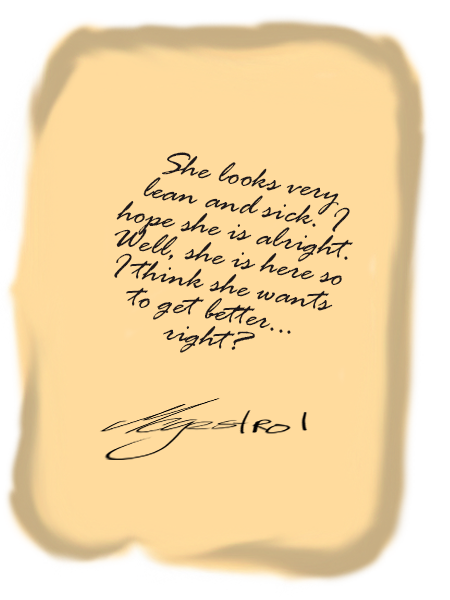 She looks very
lean and sick. I
hope she is alright.
Well, she is here so
I think she wants
to get better...
right?
MegestRol